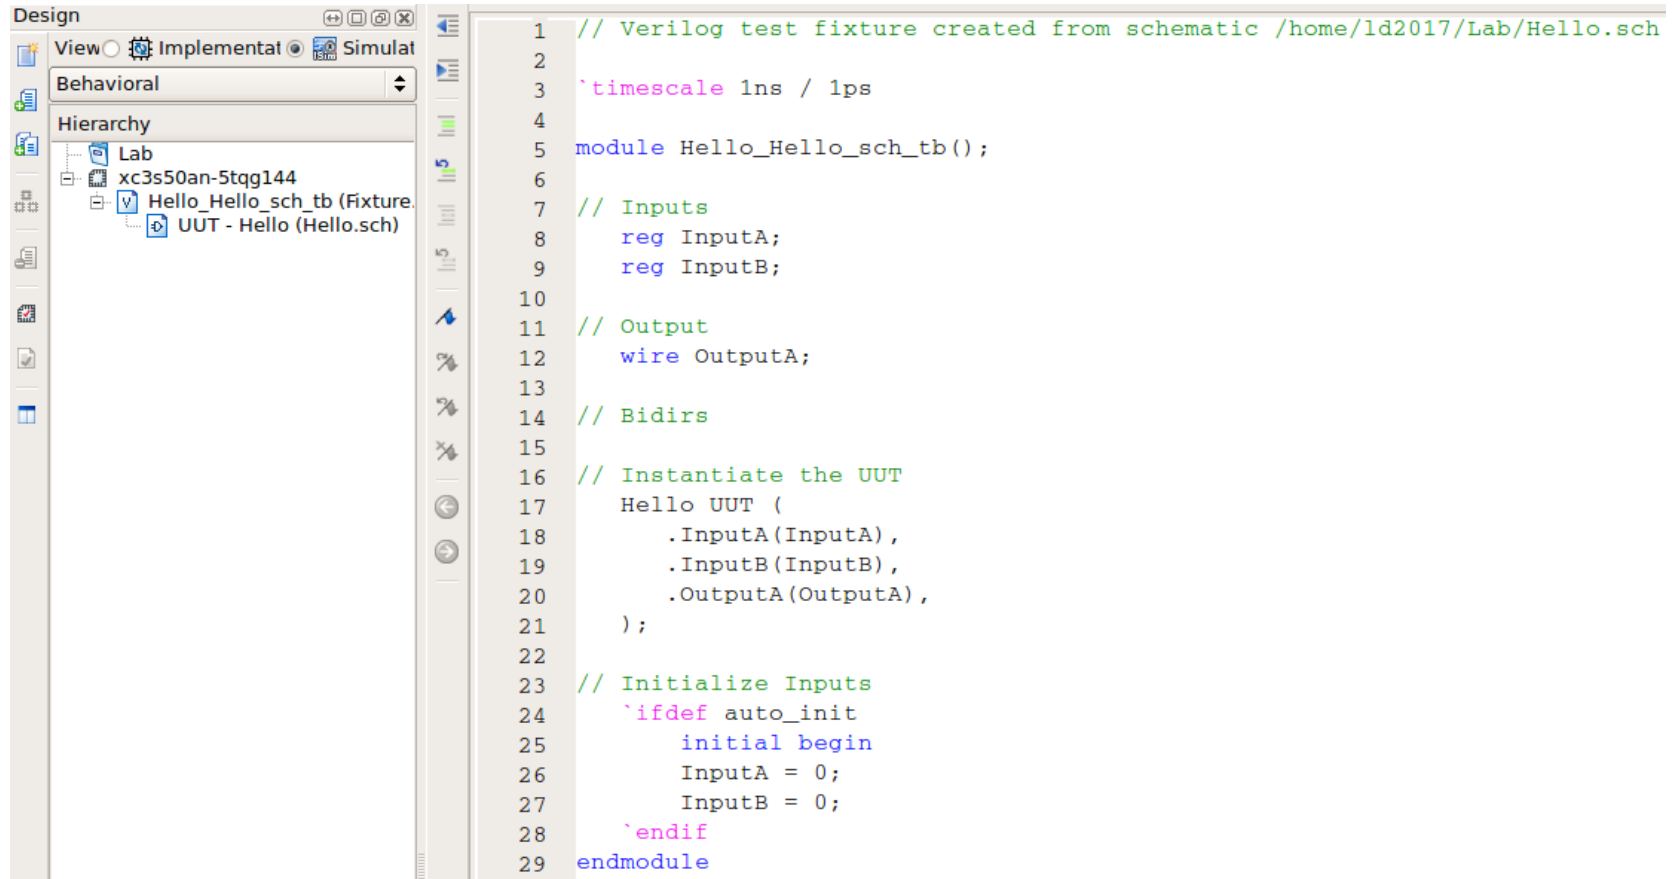 Design
View Implementat Simulat
Behavioral
Hierarchy
Lab
xc3s50an-5tqg144
Hello_Hello_sch_tb (Fixture.
UUT - Hello (Hello.sch)
1 // Verilog test fixture created from schematic /home/ld2017/Lab/Hello.sch
2
3 `timescale 1ns / 1ps
4
5 module Hello_Hello_sch_tb();
6
7 // Inputs
8 reg InputA;
9 reg InputB;
10
11 // Output
12 wire OutputA;
13
14 // Bidirs
15
16 // Instantiate the UUT
17 Hello UUT (
18 .InputA(InputA),
19 .InputB(InputB),
20 .OutputA(OutputA),
21 );
22
23 // Initialize Inputs
24 `ifdef auto_init
25 initial begin
26 InputA = 0;
27 InputB = 0;
28 `endif
29 endmodule